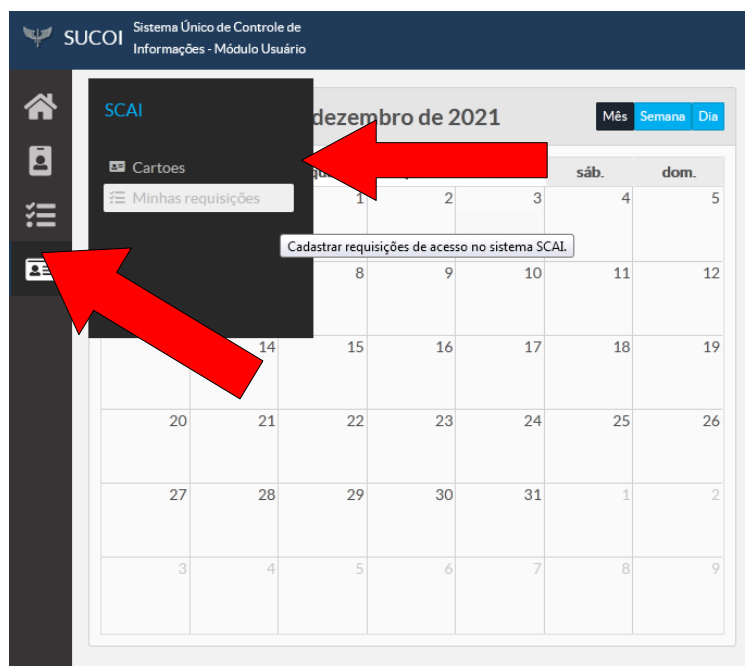 SUCOI
Sistema Único de Controle de
Informações - Módulo Usuário
SCAI
dezembro de 2021
Mês Semana Dia
Cartoes
sáb. dom.
Minhas requisições
1 2 3 4 5
Cadastrar requisições de acesso no sistema SCAI.
8 9 10 11 12
14 15 16 17 18 19
20 21 22 23 24 25 26
27 28 29 30 31 1 2
3 4 5 6 7 8 9